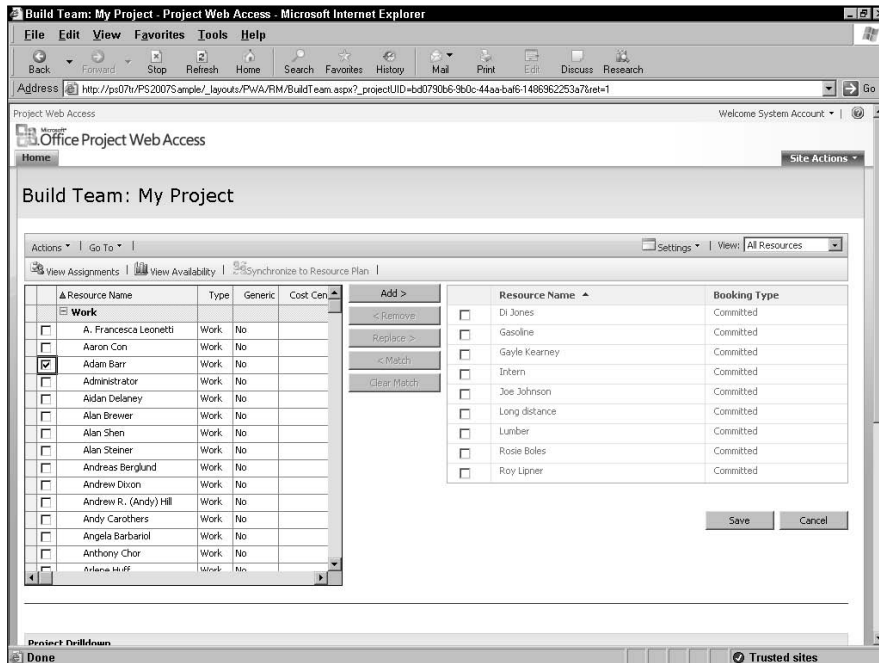 Build Team: My Project - Project Web Access - Microsoft Internet Explorer
File Edit View Favorites Tools Help
Back Forward Stop Refresh Home Search Favorites History Mail Print Edit Discuss Research
Address http://ps07tr/PS2007Sample/_layouts/PWA/RM/BuildTeam.aspx?_projectUID=bd0790b6-9b0c-44aa-baf6-1486962253a7&ret=1 Go
Project Web Access Welcome System Account
Microsoft
Office Project Web Access
Home Site Actions
Build Team: My Project
Actions | Go To | Settings | View: All Resources
View Assignments | View Availability | Synchronize to Resource Plan |
Resource Name Type Generic Cost Cen Add > Resource Name Booking Type
Work < Remove Di Jones Committed
A. Francesca Leonetti Work No Replace > Gasoline Committed
Aaron Con Work No < Match Gayle Kearney Committed
Adam Barr Work No Clear Match Intern Committed
Administrator Work No Joe Johnson Committed
Aidan Delaney Work No Long distance Committed
Alan Brewer Work No Lumber Committed
Alan Shen Work No Rosie Boles Committed
Alan Steiner Work No Roy Lipner Committed
Andreas Berglund Work No
Andrew Dixon Work No
Andrew R. (Andy) Hill Work No
Andy Carothers Work No Save Cancel
Angela Barbariol Work No
Anthony Chor Work No
Arlene Huff Work No
Project Drilldown
Done Trusted sites